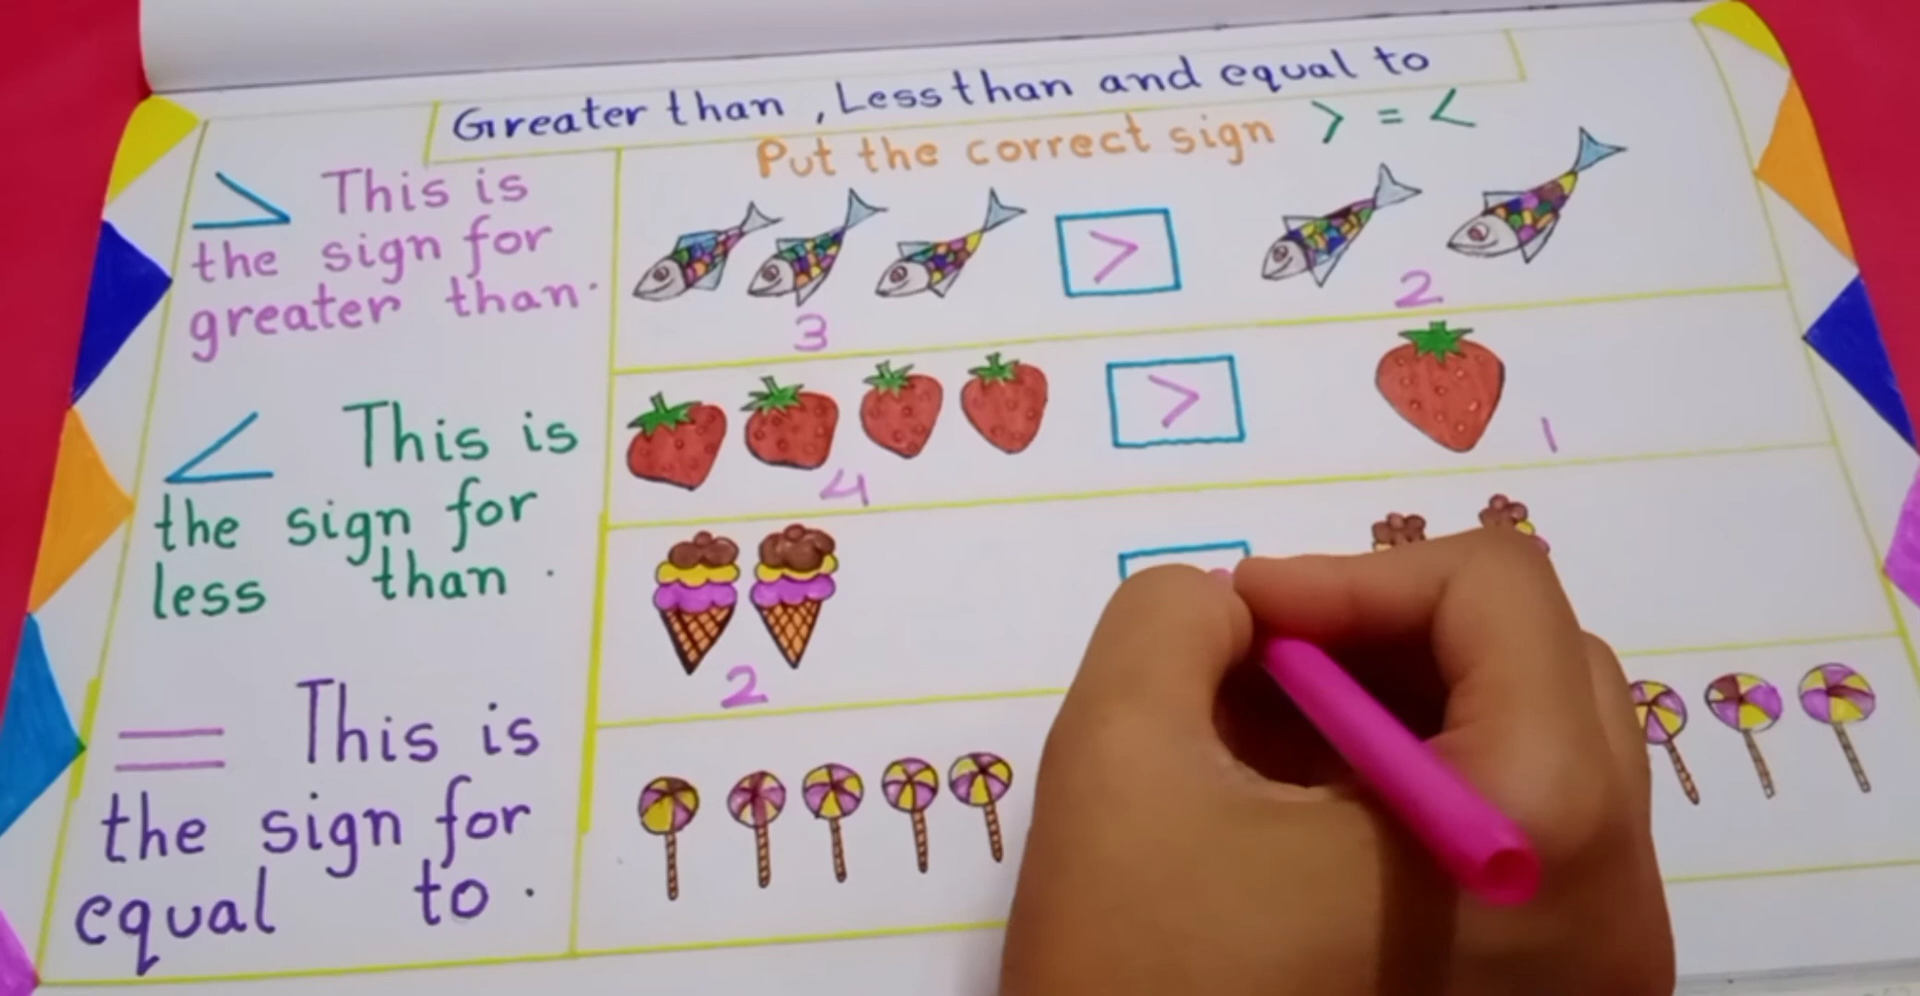 Greater than , Less than and equal to
Put the correct sign > = <
> This is
the sign for
greater than.
< This is
the sign for
less than .
= This is
the sign for
equal to .
3 > 2
4 > 1
2